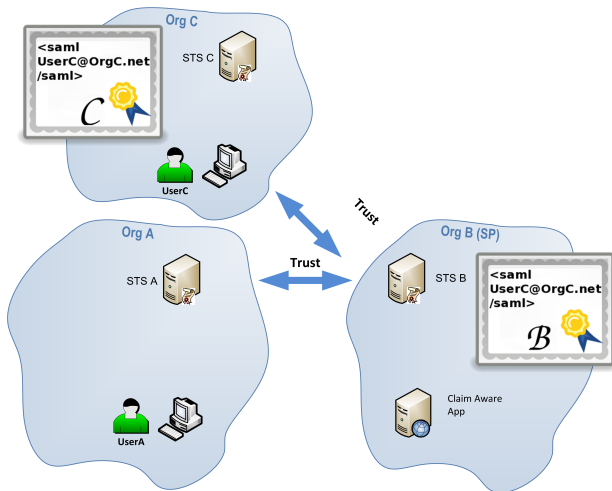 Org C
<saml
UserC@OrgC.net
/saml>
C
STS C
UserC
Trust
Org A
Trust
Org B (SP)
STS A
STS B
<saml
UserC@OrgC.net
/saml>
B
UserA
Claim Aware
App